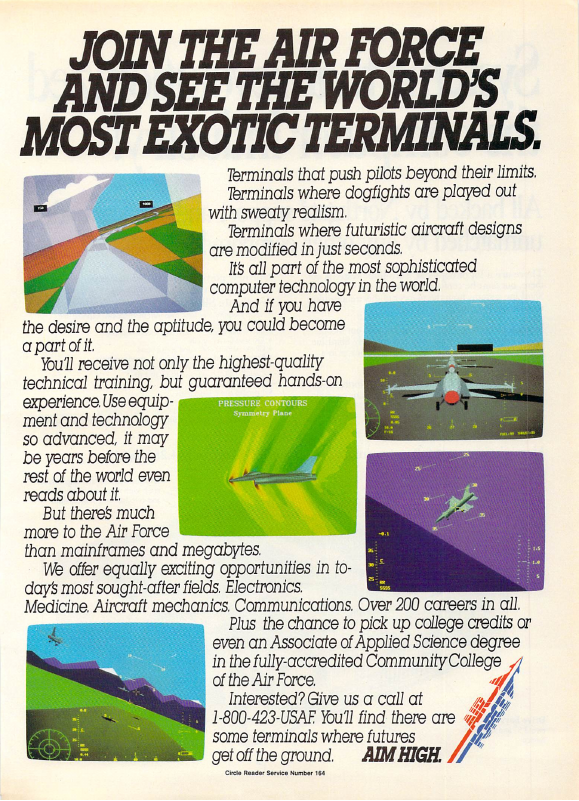 JOIN THE AIR FORCE
AND SEE THE WORLD'S
MOST EXOTIC TERMINALS.
Terminals that push pilots beyond their limits.
Terminals where dogfights are played out
with sweaty realism.
Terminals where futuristic aircraft designs
are modified in just seconds.
It's all part of the most sophisticated
computer technology in the world.
And if you have
the desire and the aptitude, you could become
a part of it.
You'll receive not only the highest-quality
technical training, but guaranteed hands-on
experience. Use equip-
ment and technology
so advanced, it may
be years before the
rest of the world even
reads about it.
But there's much
more to the Air Force
than mainframes and megabytes.
We offer equally exciting opportunities in to-
day's most sought-after fields. Electronics.
Medicine. Aircraft mechanics. Communications. Over 200 careers in all.
Plus the chance to pick up college credits or
even an Associate of Applied Science degree
in the fully-accredited Community College
of the Air Force.
Interested? Give us a call at
1-800-423-USAF. You'll find there are
some terminals where futures
get off the ground. AIM HIGH.
AIR
FORCE
PRESSURE CONTOURS
Symmetry Plane
Circle Reader Service Number 164